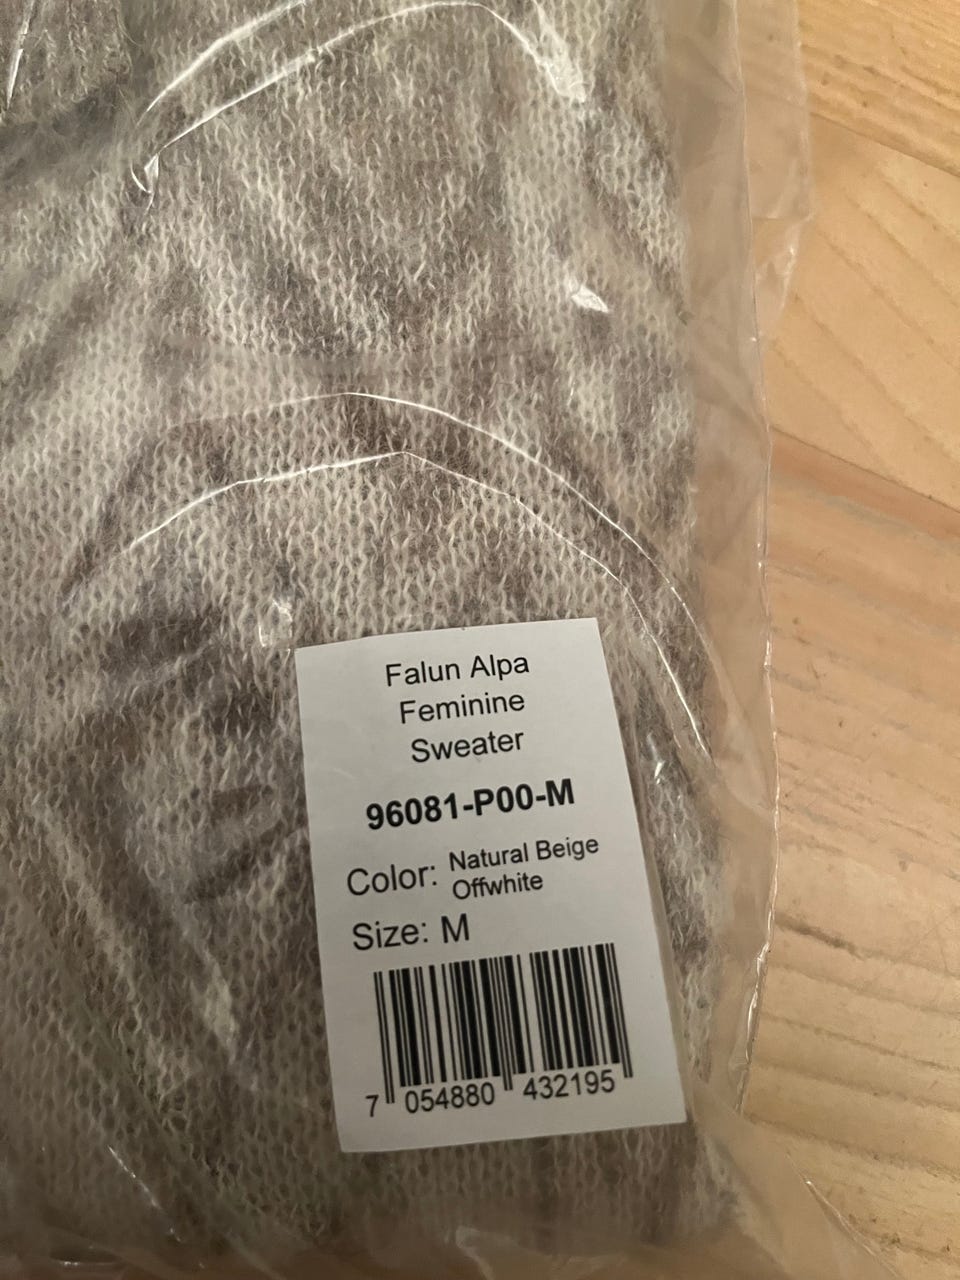 Falun Alpa
Feminine
Sweater
96081-P00-M
Color: Natural Beige
Offwhite
Size: M
7 054880 432195